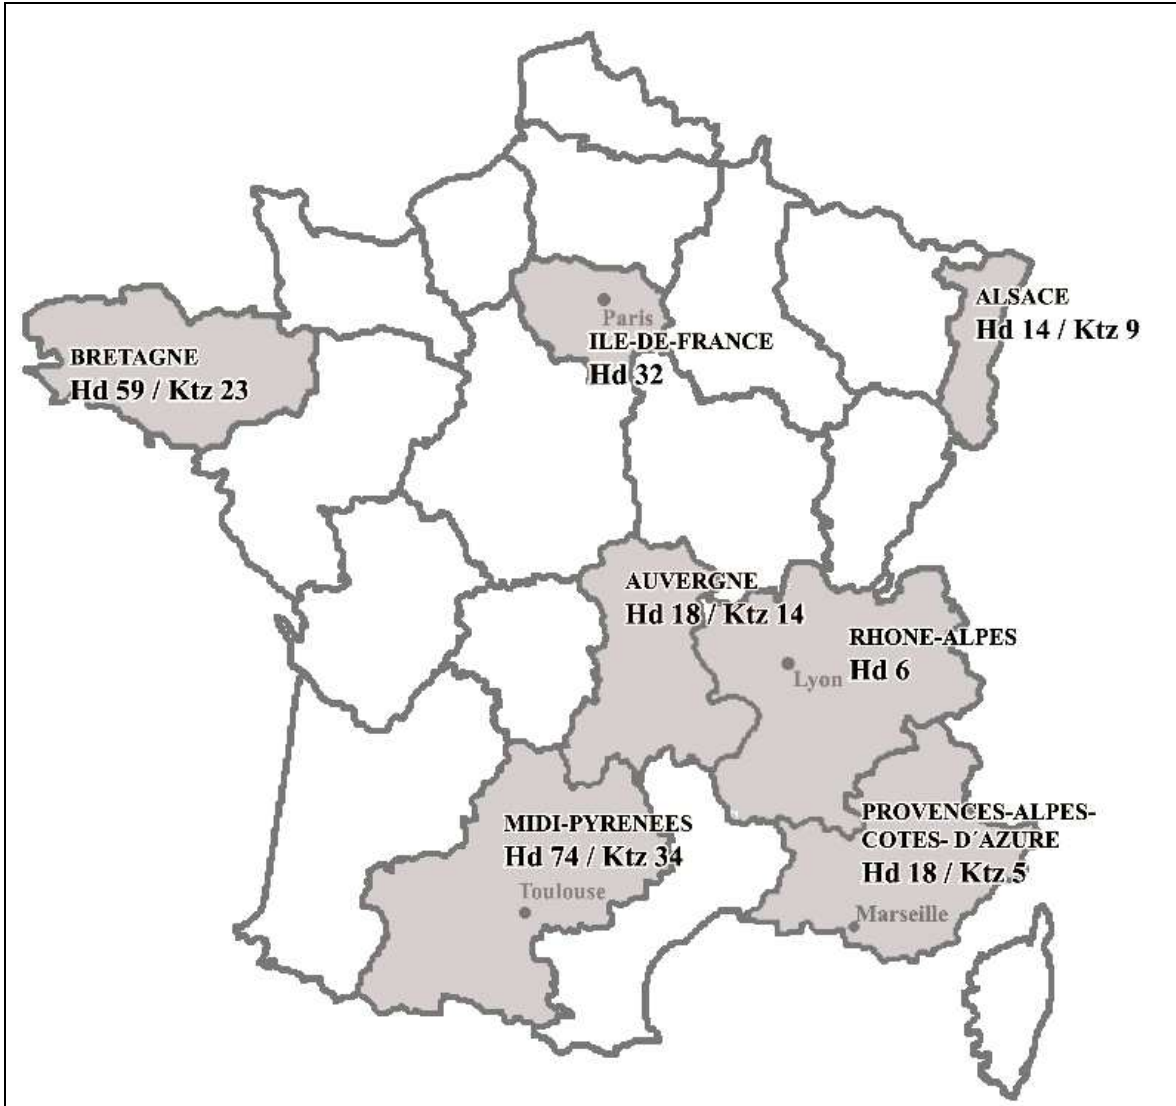 ALSACE
Hd 14 / Ktz 9
Paris
ILE-DE-FRANCE
Hd 32
BRETAGNE
Hd 59 / Ktz 23
AUVERGNE
Hd 18 / Ktz 14
RHONE-ALPES
Hd 6
Lyon
PROVENCES-ALPES-
COTES- D´AZURE
Hd 18 / Ktz 5
Marseille
MIDI-PYRENEES
Hd 74 / Ktz 34
Toulouse